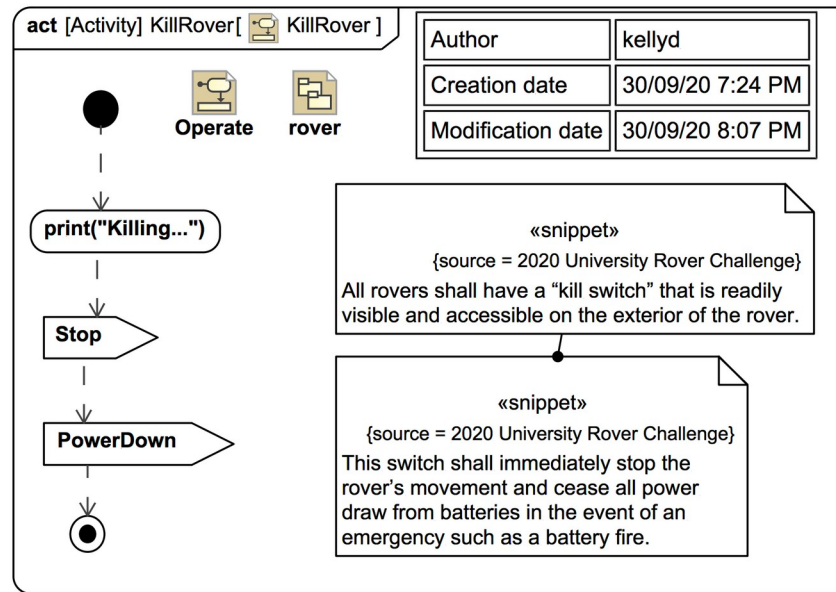 act [Activity] KillRover[ KillRover ]
Author kellyd
Creation date 30/09/20 7:24 PM
Modification date 30/09/20 8:07 PM
Operate rover
print("Killing...")
Stop
PowerDown
«snippet»
{source = 2020 University Rover Challenge}
All rovers shall have a “kill switch” that is readily
visible and accessible on the exterior of the rover.
«snippet»
{source = 2020 University Rover Challenge}
This switch shall immediately stop the
rover’s movement and cease all power
draw from batteries in the event of an
emergency such as a battery fire.